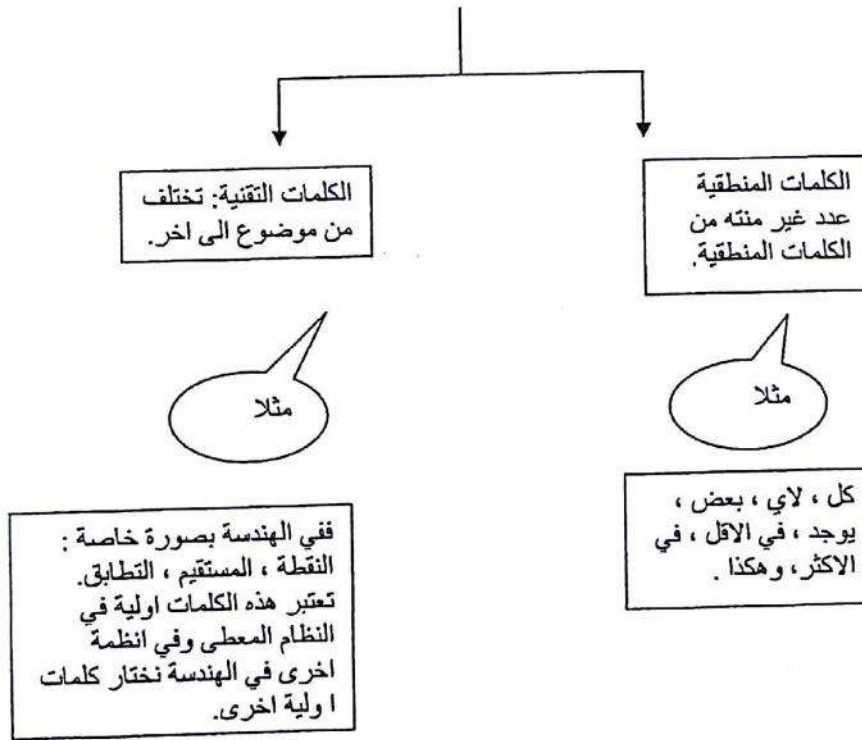 الكلمات المنطقية
عدد غير منته من
الكلمات المنطقية.
مثلا
كل ، لاي ، بعض ،
يوجد ، في الاقل ، في
الاكثر، وهكذا .
الكلمات التقنية: تختلف
من موضوع الى اخر.
مثلا
ففي الهندسة بصورة خاصة :
النقطة ، المستقيم ، التطابق.
تعتبر هذه الكلمات اولية في
النظام المعطى وفي انظمة
اخرى في الهندسة نختار كلمات
ا ولية اخرى.